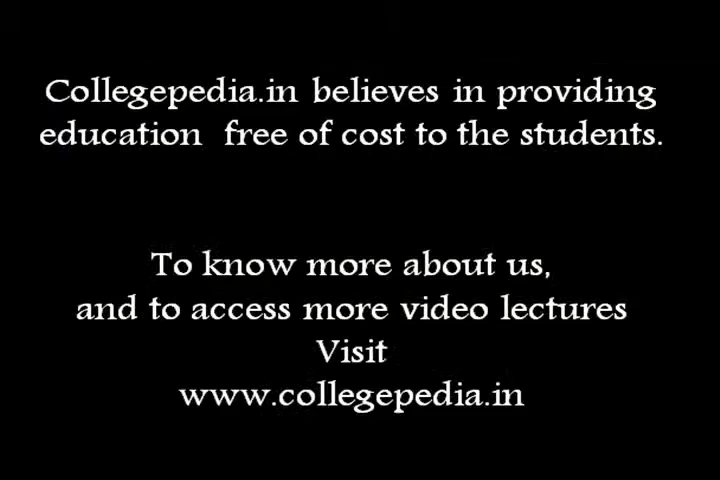 Collegepedia.in believes in providing
education free of cost to the students.
To know more about us,
and to access more video lectures
Visit
www.collegepedia.in